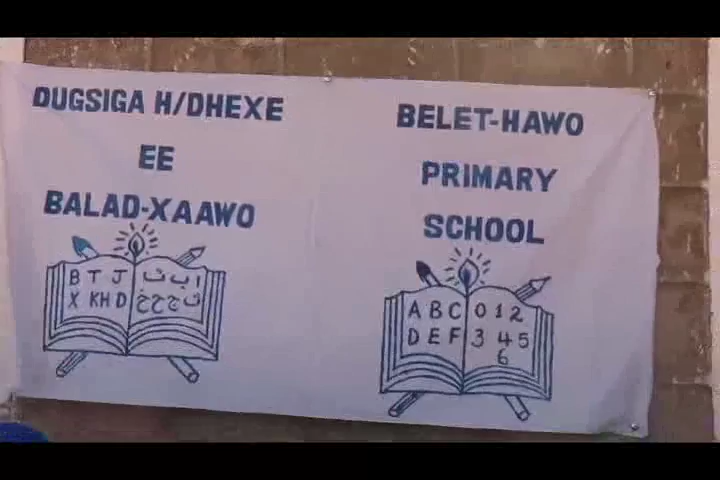 DUGSIGA H/DHEXE
EE
BALAD-XAAWO
B T J
X KH D
ا ب ت
ث ج ح خ
BELET-HAWO
PRIMARY
SCHOOL
A B C
D E F
0 1 2
3 4 5
6